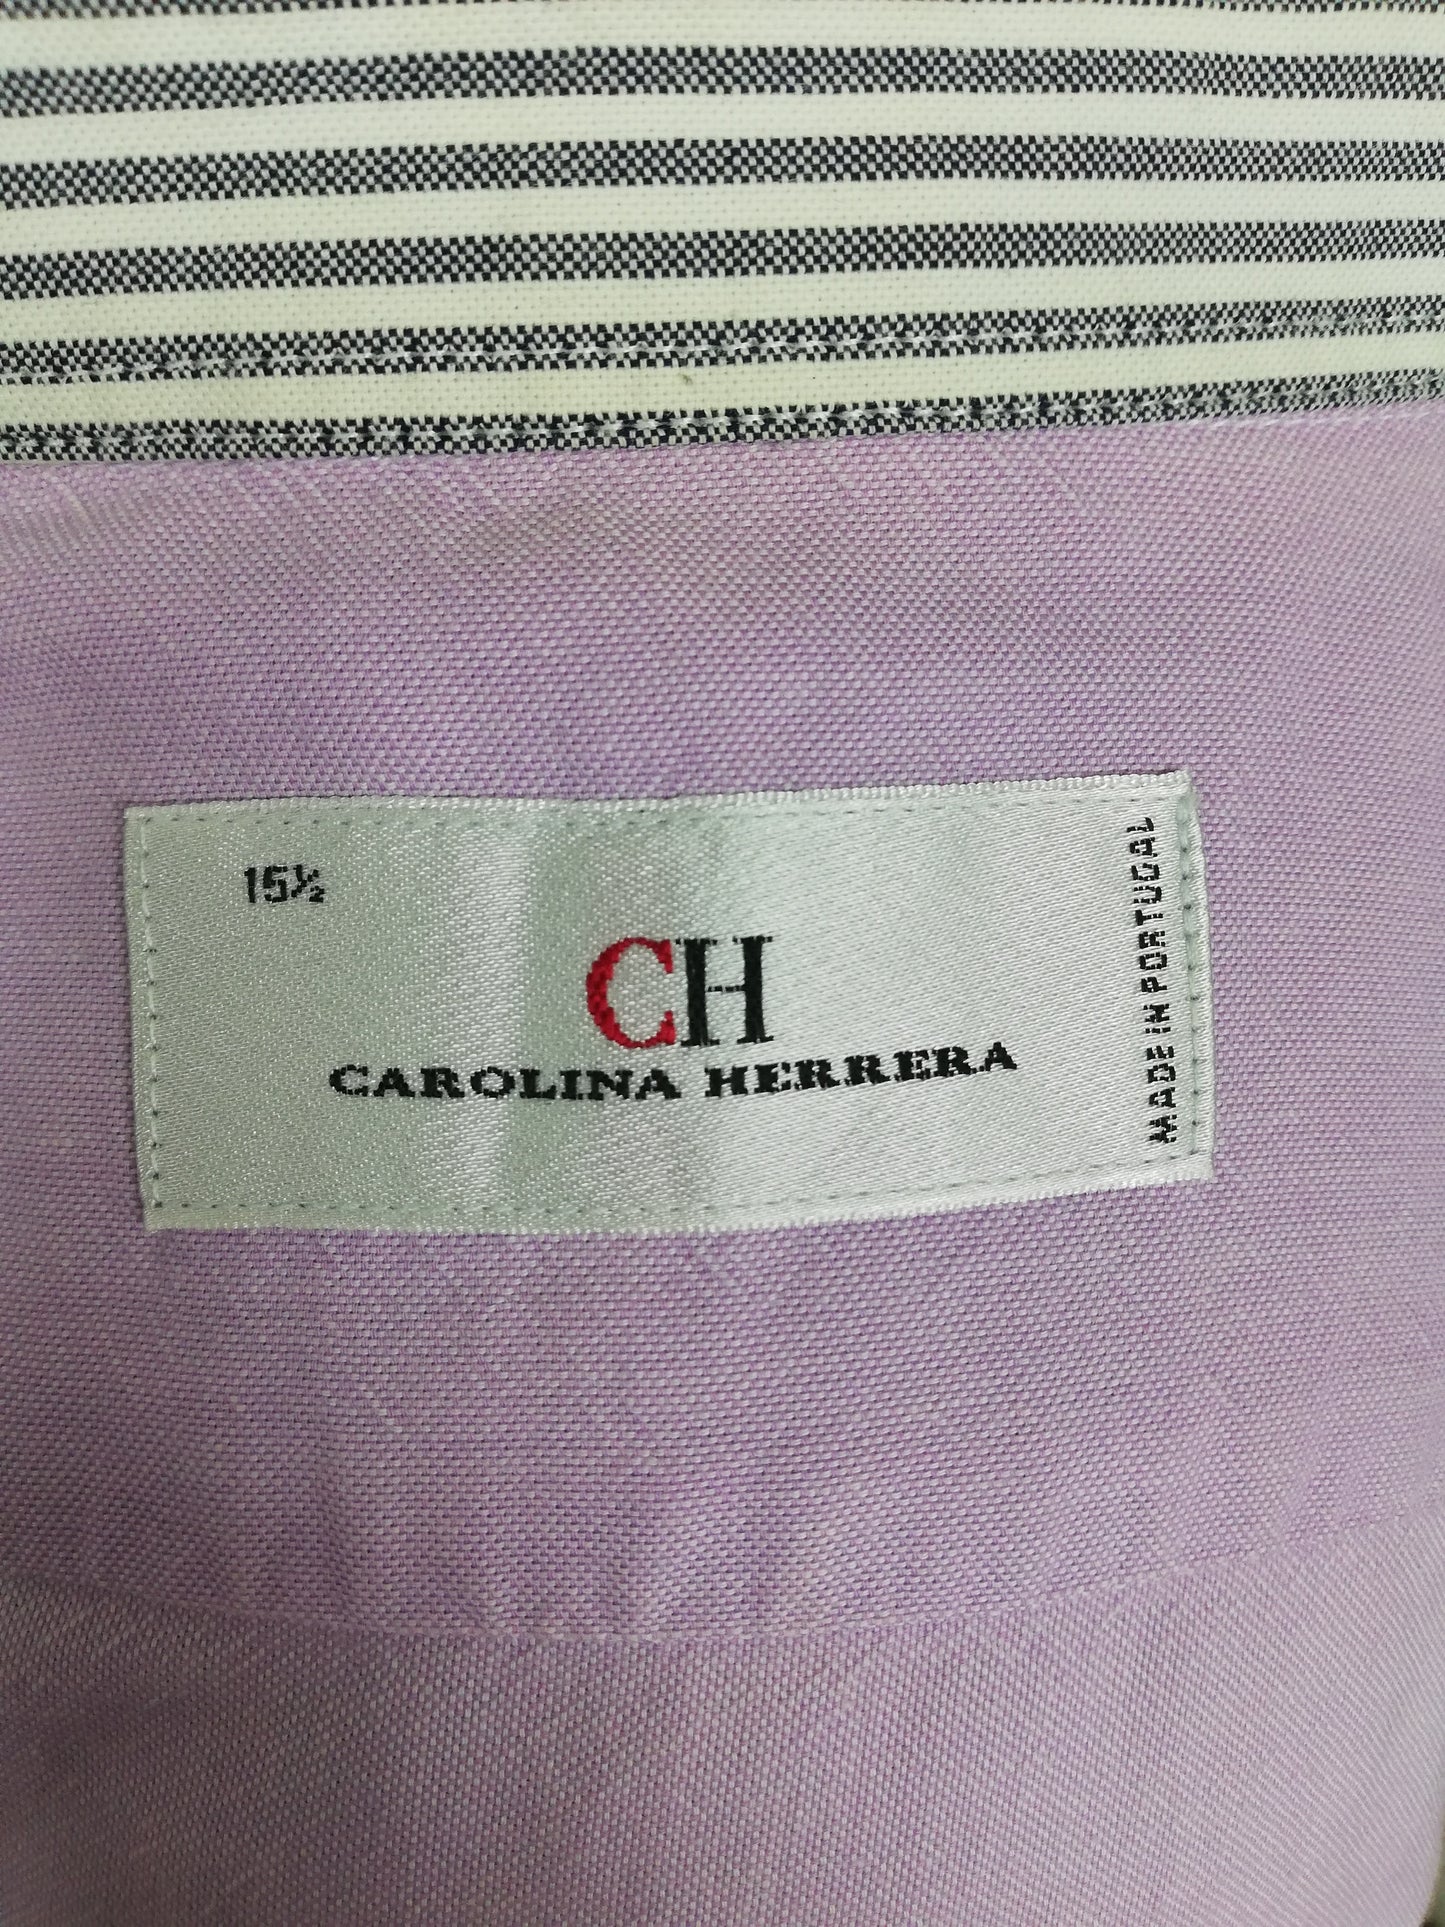 15½
CH
CAROLINA HERRERA
MADE IN PORTUGAL